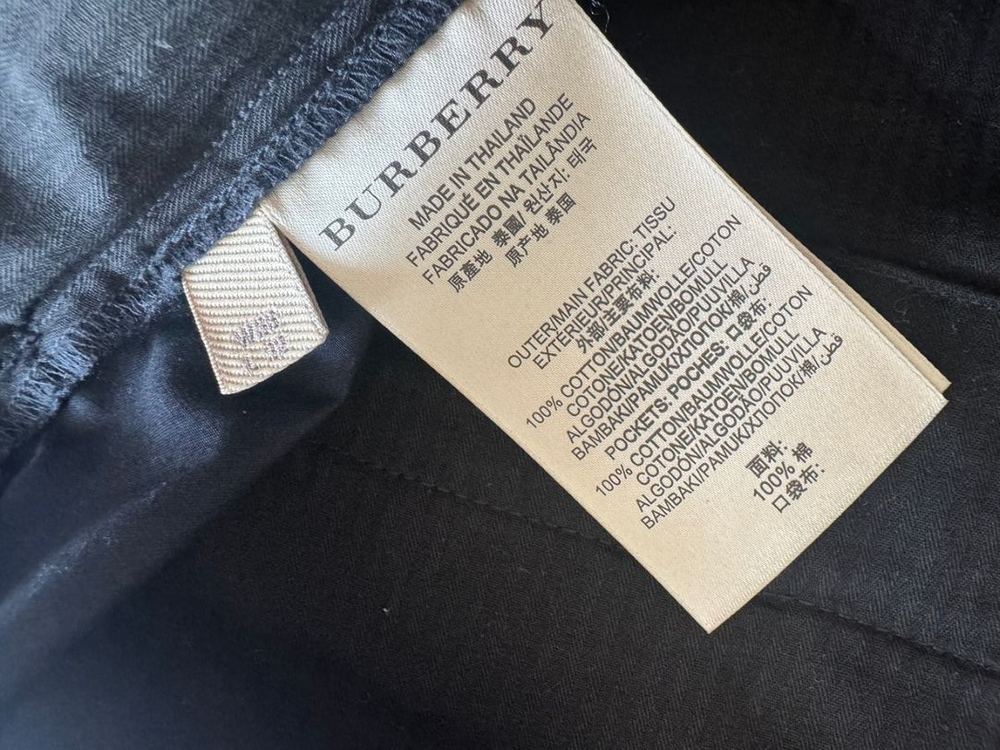 BURBERRY
MADE IN THAILAND
FABRIQUÉ EN THAÏLANDE
FABRICADO NA TAILÂNDIA
原產地 泰國/ 원산지: 태국
原产地 泰国
OUTER/MAIN FABRIC: TISSU
EXTÉRIEUR/PRINCIPAL:
外部/主要布料:
100% COTTON/BAUMWOLLE/COTON
COTONE/KATOEN/BOMULL
ALGODÓN/ALGODÃO/PUUVILLA
BAMBAKI/PAMUK/ХЛОПОК/棉/قطن
POCKETS: POCHES: 口袋布:
100% COTTON/BAUMWOLLE/COTON
COTONE/KATOEN/BOMULL
ALGODÓN/ALGODÃO/PUUVILLA
BAMBAKI/PAMUK/ХЛОПОК/棉/قطن
面料:
100% 棉
口袋布: